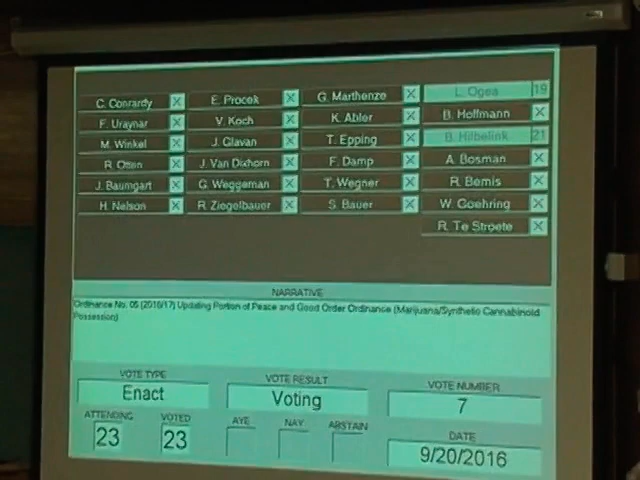 C. Conrardy X E. Procek X G. Marthenze X L. Ogea 19
F. Uraynar X V. Koch X K. Abler X B. Hoffmann X
M. Winkel X J. Glavan X T. Epping X B. Hilbelink 21
R. Otten X J. Van Dixhorn X F. Damp X A. Bosman X
J. Baumgart X G. Weggeman X T. Wegner X R. Bemis X
H. Nelson X R. Ziegelbauer X S. Bauer X W. Goehring X
R. Te Stroete X
NARRATIVE
Ordinance No. 05 (2016/17) Updating Portion of Peace and Good Order Ordinance (Marijuana/Synthetic Cannabinoid
Possession)
VOTE TYPE VOTE RESULT VOTE NUMBER
Enact Voting 7
ATTENDING VOTED AYE NAY ABSTAIN DATE
23 23 9/20/2016